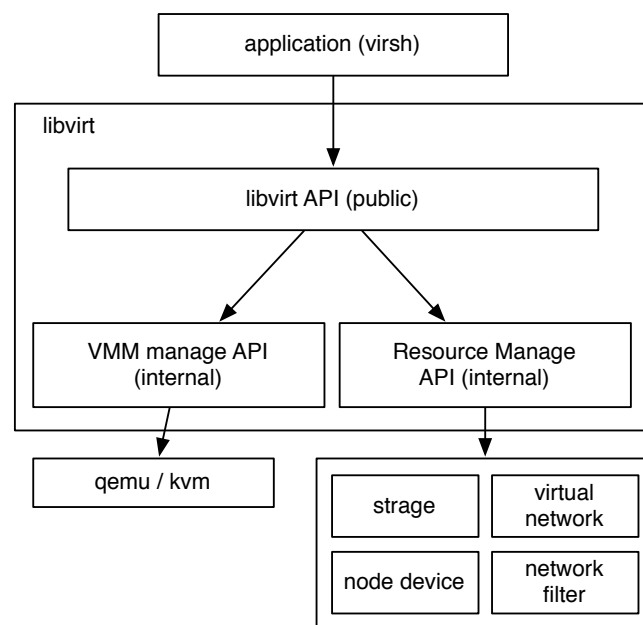 application (virsh)
libvirt
libvirt API (public)
VMM manage API
(internal)
Resource Manage
API (internal)
qemu / kvm
strage
virtual
network
node device
network
filter